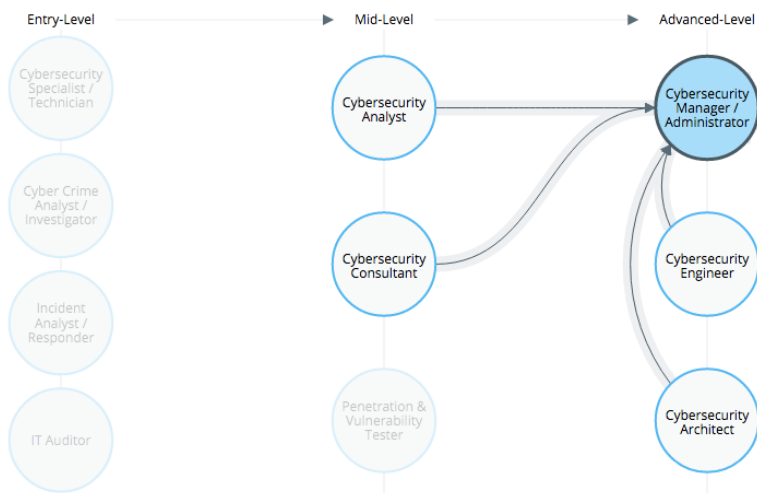 Entry-Level
Mid-Level
Advanced-Level
Cybersecurity
Specialist /
Technician
Cybersecurity
Analyst
Cybersecurity
Manager /
Administrator
Cyber Crime
Analyst /
Investigator
Cybersecurity
Consultant
Cybersecurity
Engineer
Incident
Analyst /
Responder
IT Auditor
Penetration &
Vulnerability
Tester
Cybersecurity
Architect